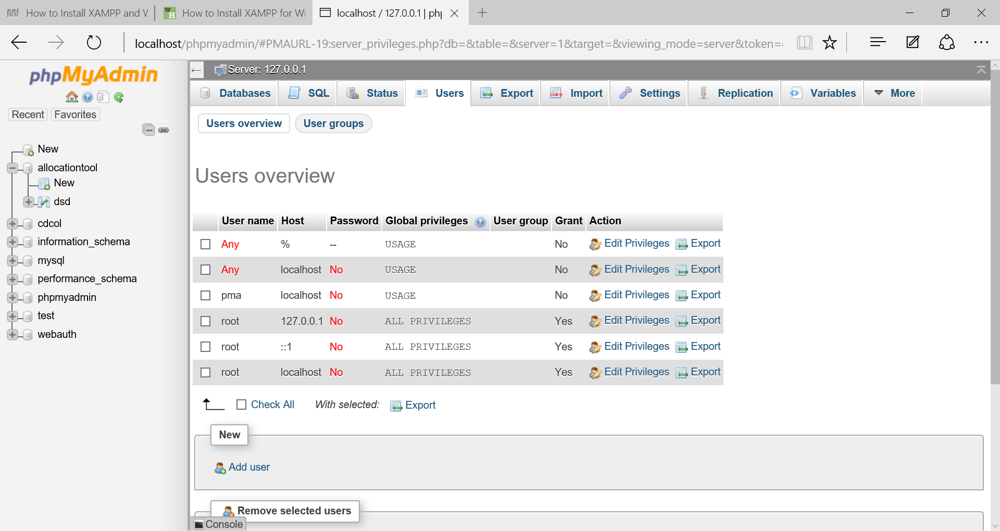 How to Install XAMPP and V
How to Install XAMPP for Wi
localhost / 127.0.0.1 | ph
localhost/phpmyadmin/#PMAURL-19:server_privileges.php?db=&table=&server=1&target=&viewing_mode=server&token=
phpMyAdmin
Recent Favorites
New
allocationtool
New
dsd
cdcol
information_schema
mysql
performance_schema
phpmyadmin
test
webauth
Server: 127.0.0.1
Databases SQL Status Users Export Import Settings Replication Variables More
Users overview User groups
Users overview
User name Host Password Global privileges User group Grant Action
Any % -- USAGE No Edit Privileges Export
Any localhost No USAGE No Edit Privileges Export
pma localhost No USAGE No Edit Privileges Export
root 127.0.0.1 No ALL PRIVILEGES Yes Edit Privileges Export
root ::1 No ALL PRIVILEGES Yes Edit Privileges Export
root localhost No ALL PRIVILEGES Yes Edit Privileges Export
Check All With selected: Export
New
Add user
Remove selected users
Console